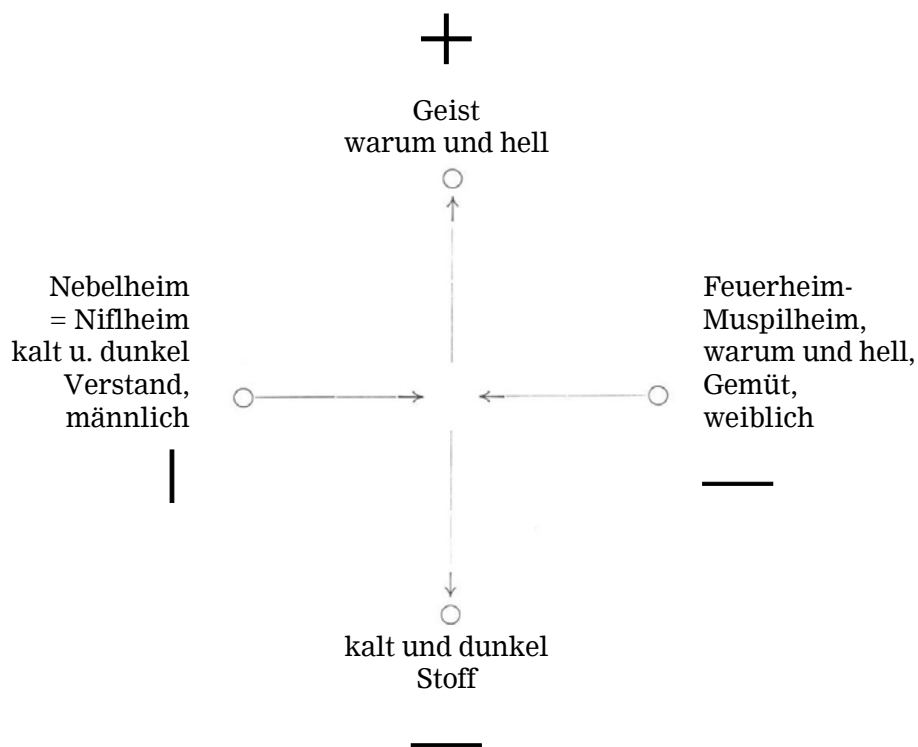 Geist
warum und hell
Nebelheim
= Niflheim
kalt u. dunkel
Verstand,
männlich
Feuerheim-
Muspilheim,
warum und hell,
Gemüt,
weiblich
kalt und dunkel
Stoff